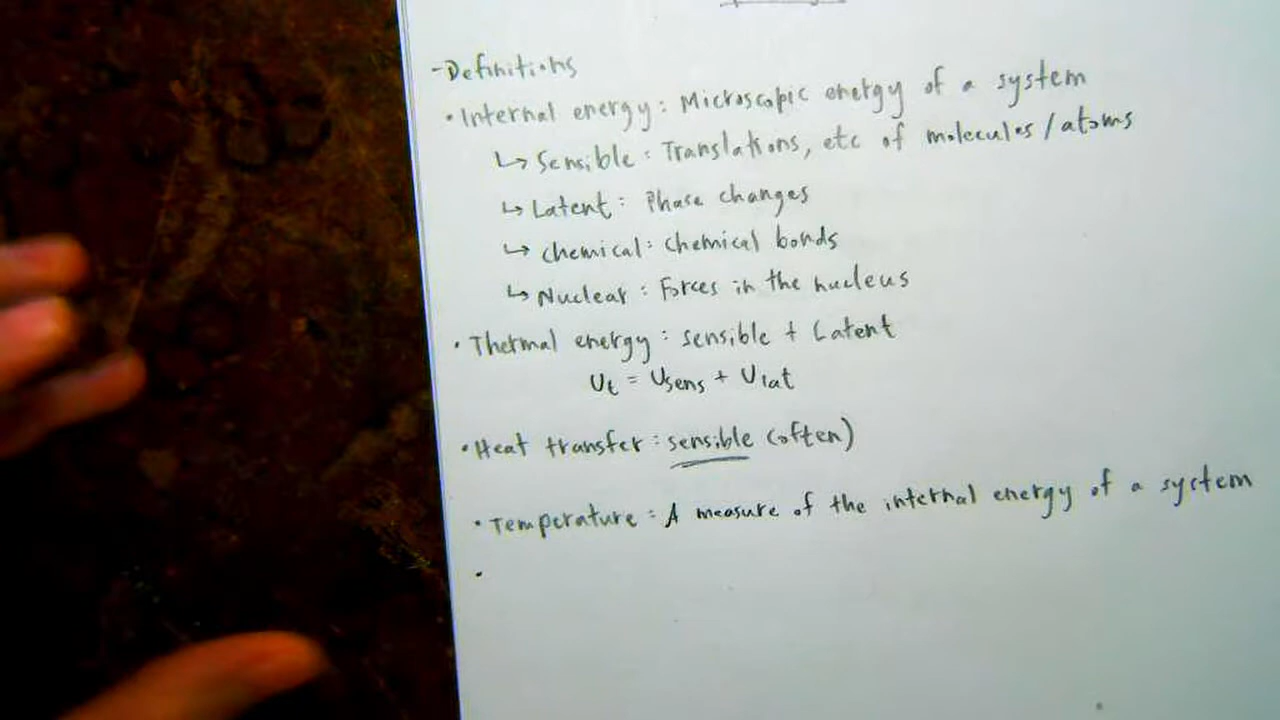 -Definitions
• Internal energy: Microscopic energy of a system
↳ Sensible: Translations, etc of molecules/atoms
↳ Latent: Phase changes
↳ chemical: chemical bonds
↳ Nuclear: Forces in the nucleus
• Thermal energy: sensible + Latent
Ut = Usens + Ulat
• Heat transfer: sensible (often)
• Temperature: A measure of the internal energy of a system
•